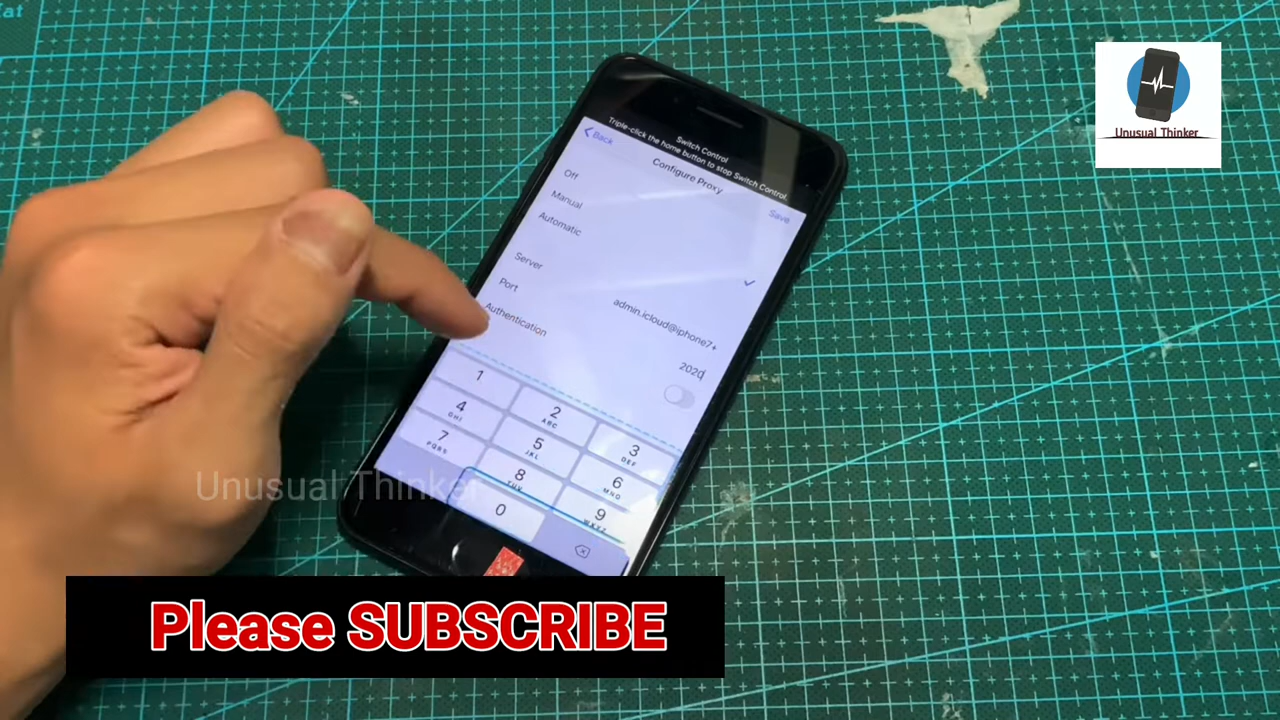 Unusual Thinker
Switch Control
Triple-click the home button to stop Switch Control.
Back
Configure Proxy
Save
Off
Manual
Automatic
Server
admin.icloud@iphone7+
Port
2020
Authentication
1
2
ABC
3
DEF
4
GHI
5
JKL
6
MNO
7
PQRS
8
TUV
9
WXYZ
0
Unusual Thinker
Please SUBSCRIBE